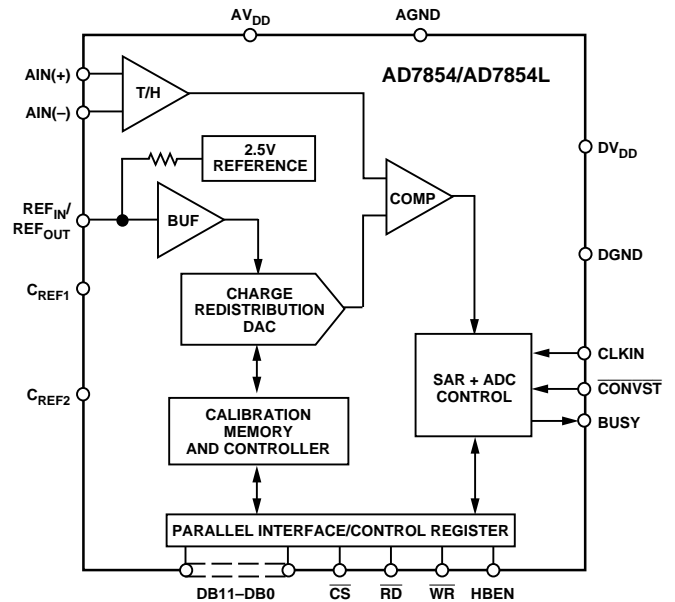 AVDD
AGND
AD7854/AD7854L
AIN(+)
AIN(–)
T/H
DVDD
2.5V
REFERENCE
COMP
REFIN/
REFOUT
BUF
DGND
CREF1
CHARGE
REDISTRIBUTION
DAC
CLKIN
SAR + ADC
CONTROL
CONVST
BUSY
CREF2
CALIBRATION
MEMORY
AND CONTROLLER
PARALLEL INTERFACE/CONTROL REGISTER
DB11–DB0
CS
RD
WR
HBEN